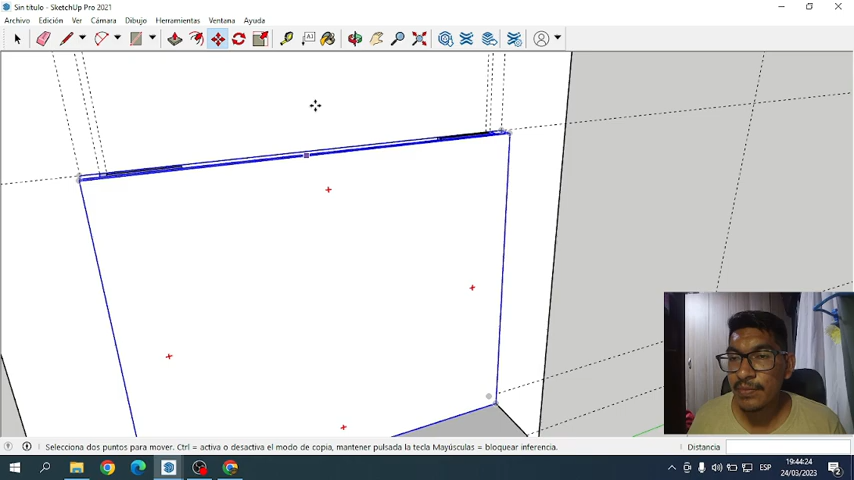 Sin título - SketchUp Pro 2021
Archivo Edición Ver Cámara Dibujo Herramientas Ventana Ayuda
Selecciona dos puntos para mover. Ctrl = activa o desactiva el modo de copia, mantener pulsada la tecla Mayúsculas = bloquear inferencia.
Distancia
ESP
19:44:24
24/03/2023
2